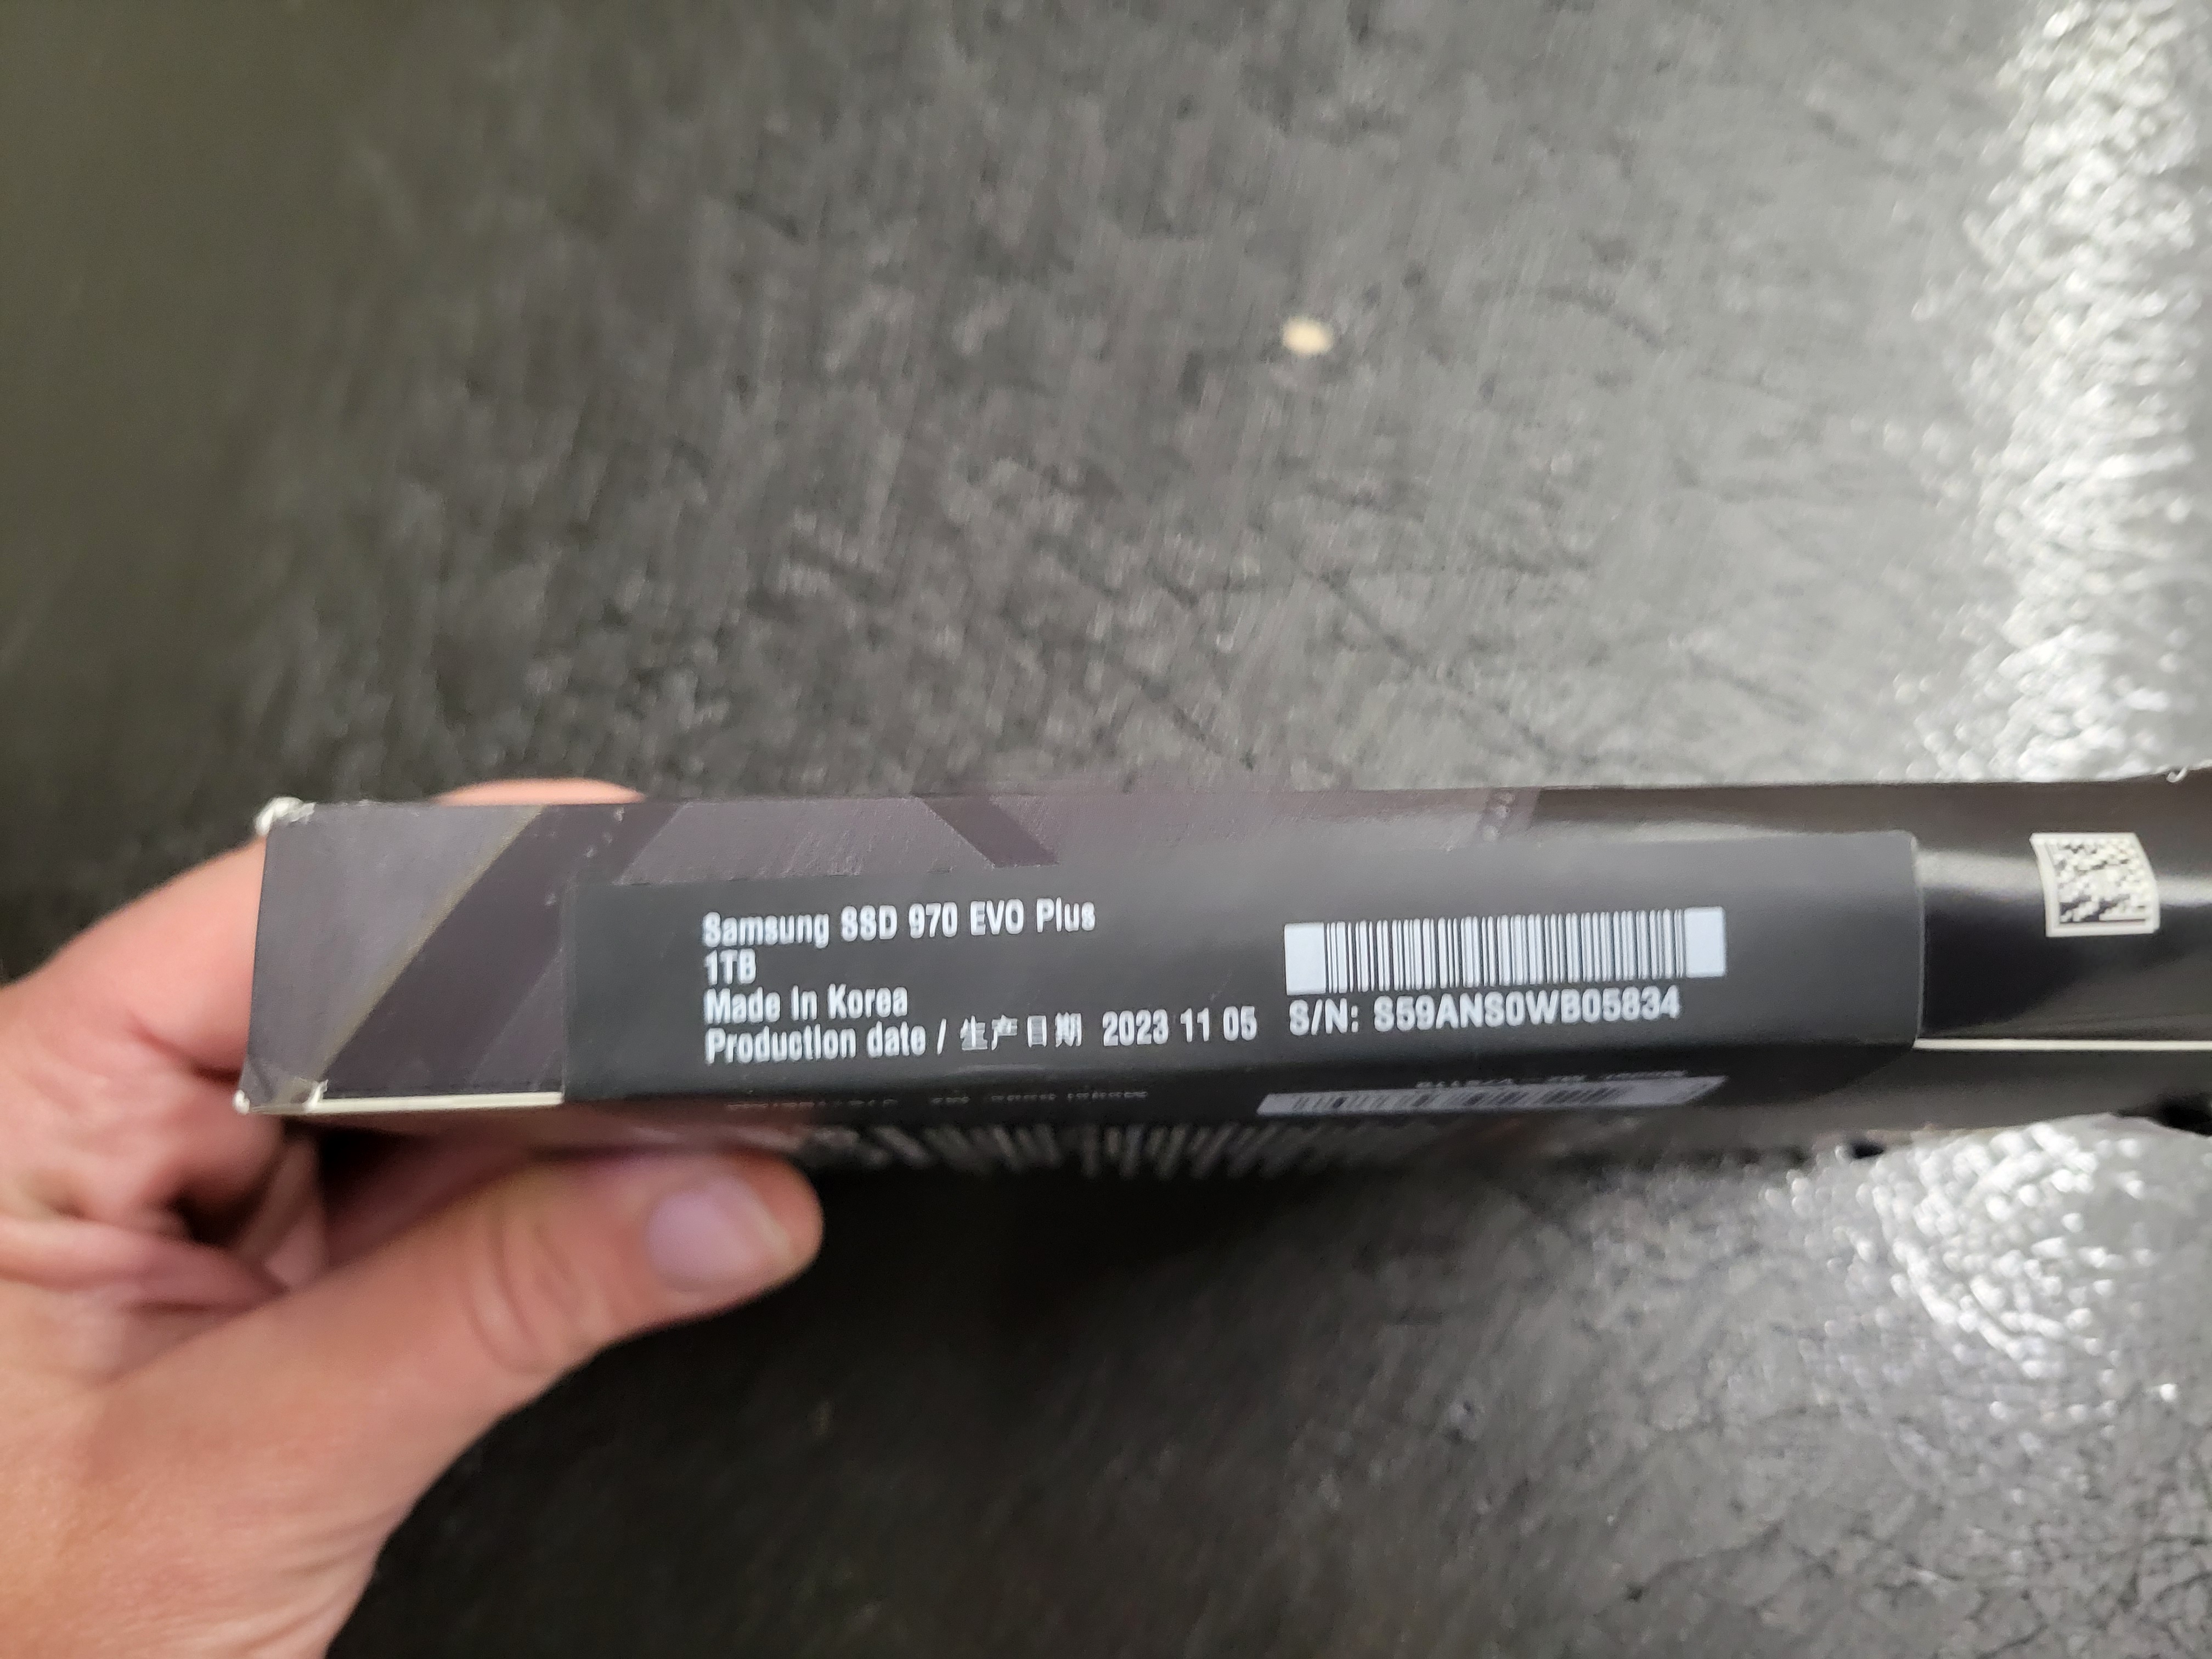 Samsung SSD 970 EVO Plus
1TB
Made In Korea
Production date / 生产日期 2023 11 05
S/N: S59ANS0WB05834